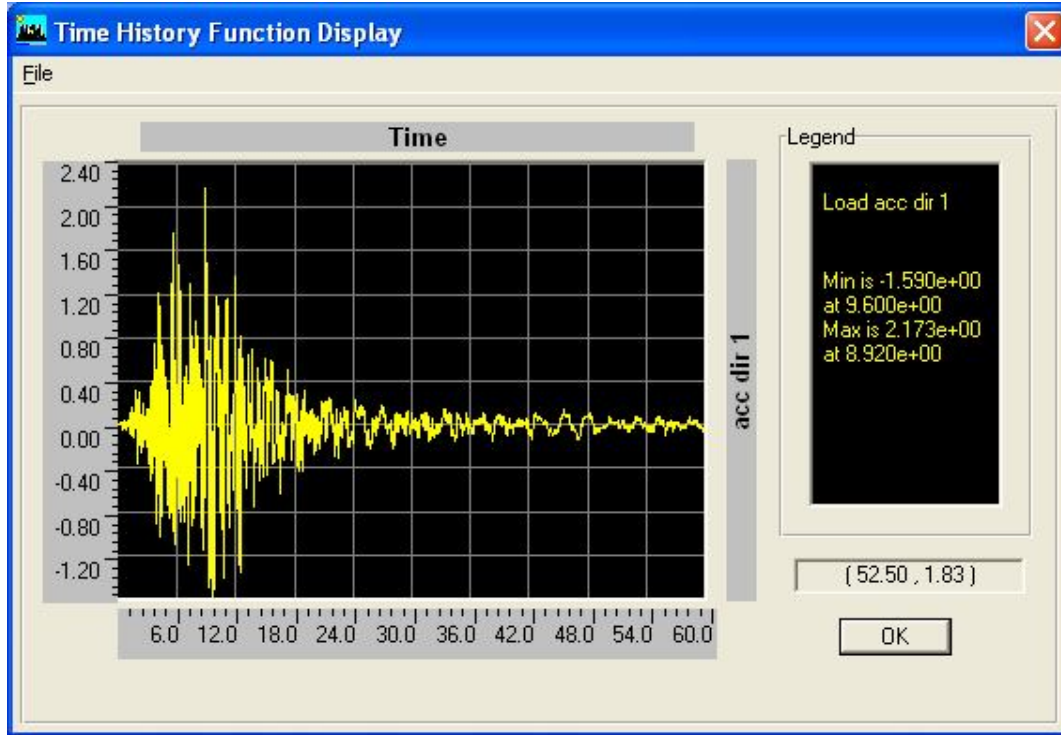 Time History Function Display
File
Time
Legend
2.40
2.00
1.60
1.20
0.80
0.40
0.00
-0.40
-0.80
-1.20
acc dir 1
Load acc dir 1
Min is -1.590e+00
at 9.600e+00
Max is 2.173e+00
at 8.920e+00
( 52.50 , 1.83 )
6.0 12.0 18.0 24.0 30.0 36.0 42.0 48.0 54.0 60.0
OK